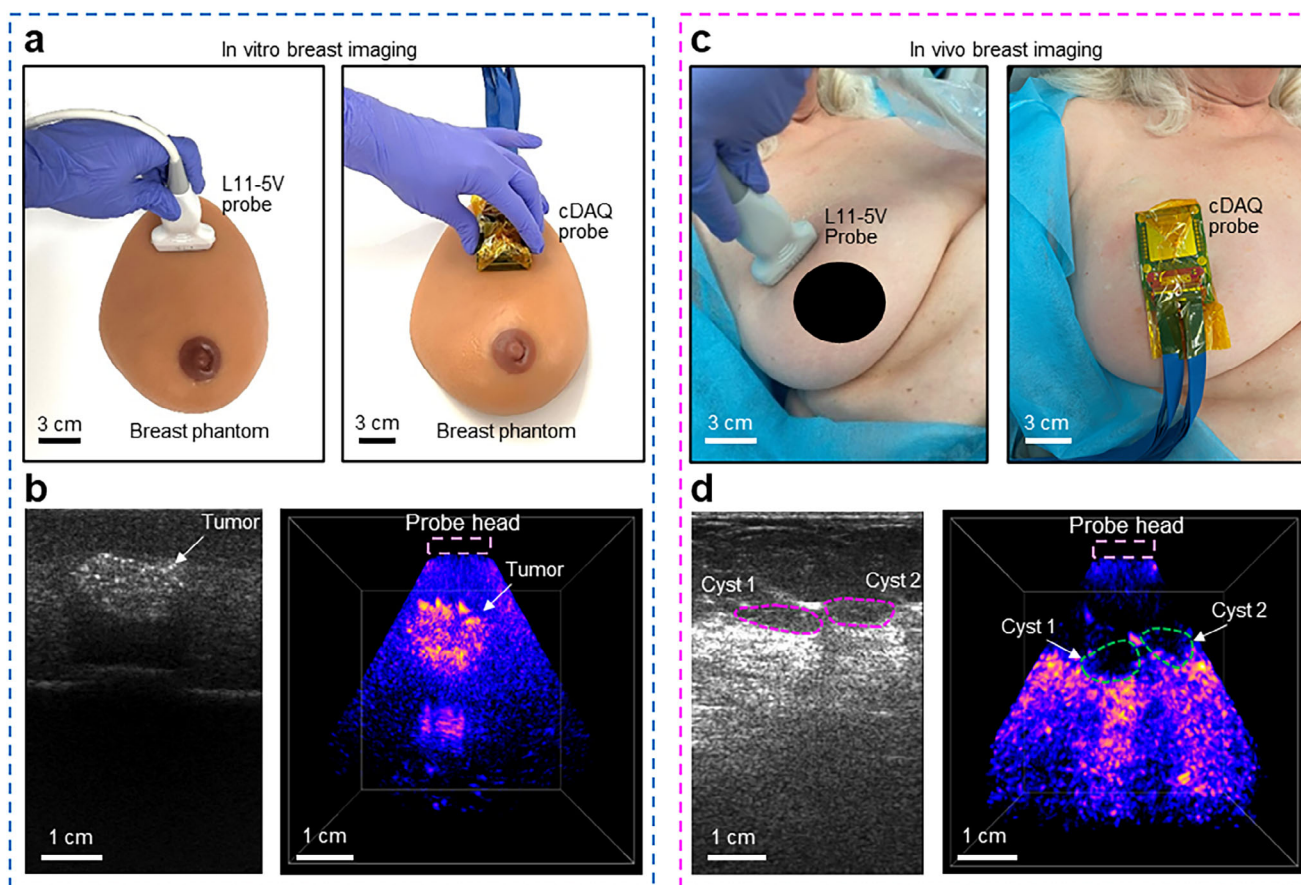 a
In vitro breast imaging
L11-5V
probe
3 cm
Breast phantom
cDAQ
probe
3 cm
Breast phantom
b
Tumor
1 cm
Probe head
Tumor
1 cm
c
In vivo breast imaging
L11-5V
Probe
3 cm
cDAQ
probe
3 cm
d
Cyst 1
Cyst 2
1 cm
Probe head
Cyst 1
Cyst 2
1 cm